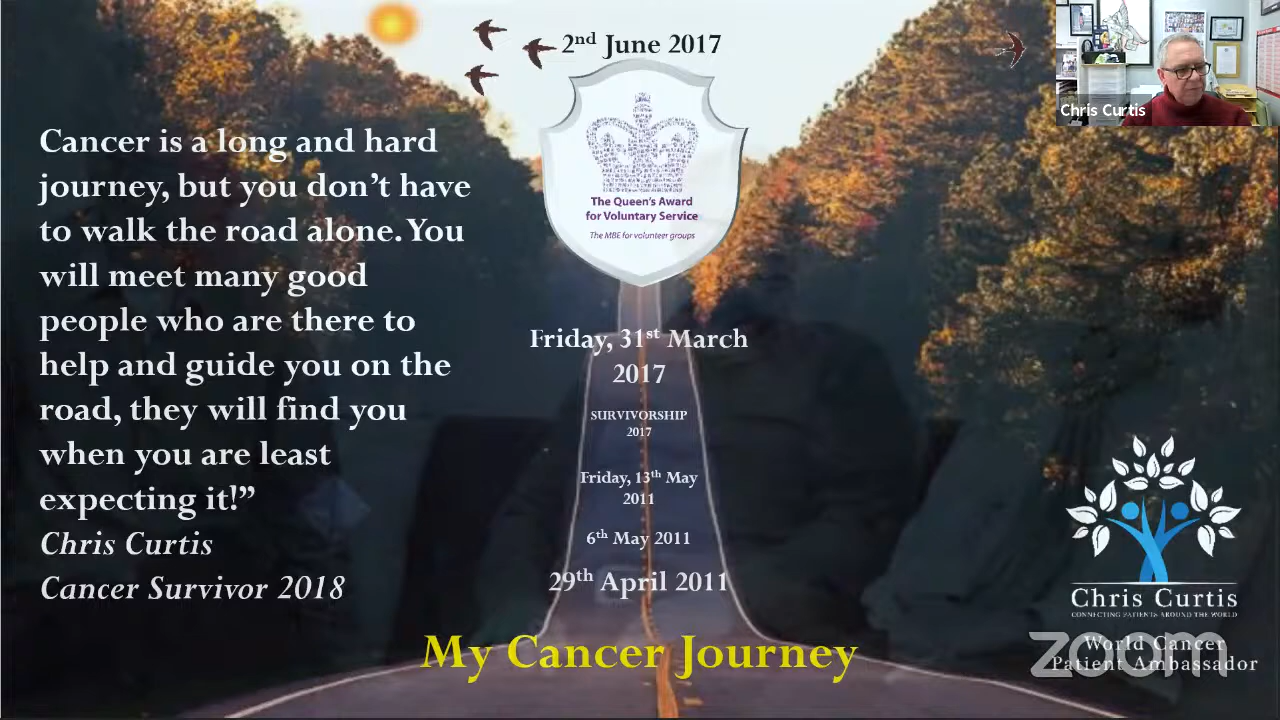 2nd June 2017
Chris Curtis
Cancer is a long and hard
journey, but you don’t have
to walk the road alone. You
will meet many good
people who are there to
help and guide you on the
road, they will find you
when you are least
expecting it!”
Chris Curtis
Cancer Survivor 2018
The Queen's Award
for Voluntary Service
The MBE for volunteer groups
Friday, 31st March
2017
SURVIVORSHIP
2017
Friday, 13th May
2011
6th May 2011
29th April 2011
My Cancer Journey
Chris Curtis
CONNECTING PATIENTS AROUND THE WORLD
World Cancer
Patient Ambassador
zoom